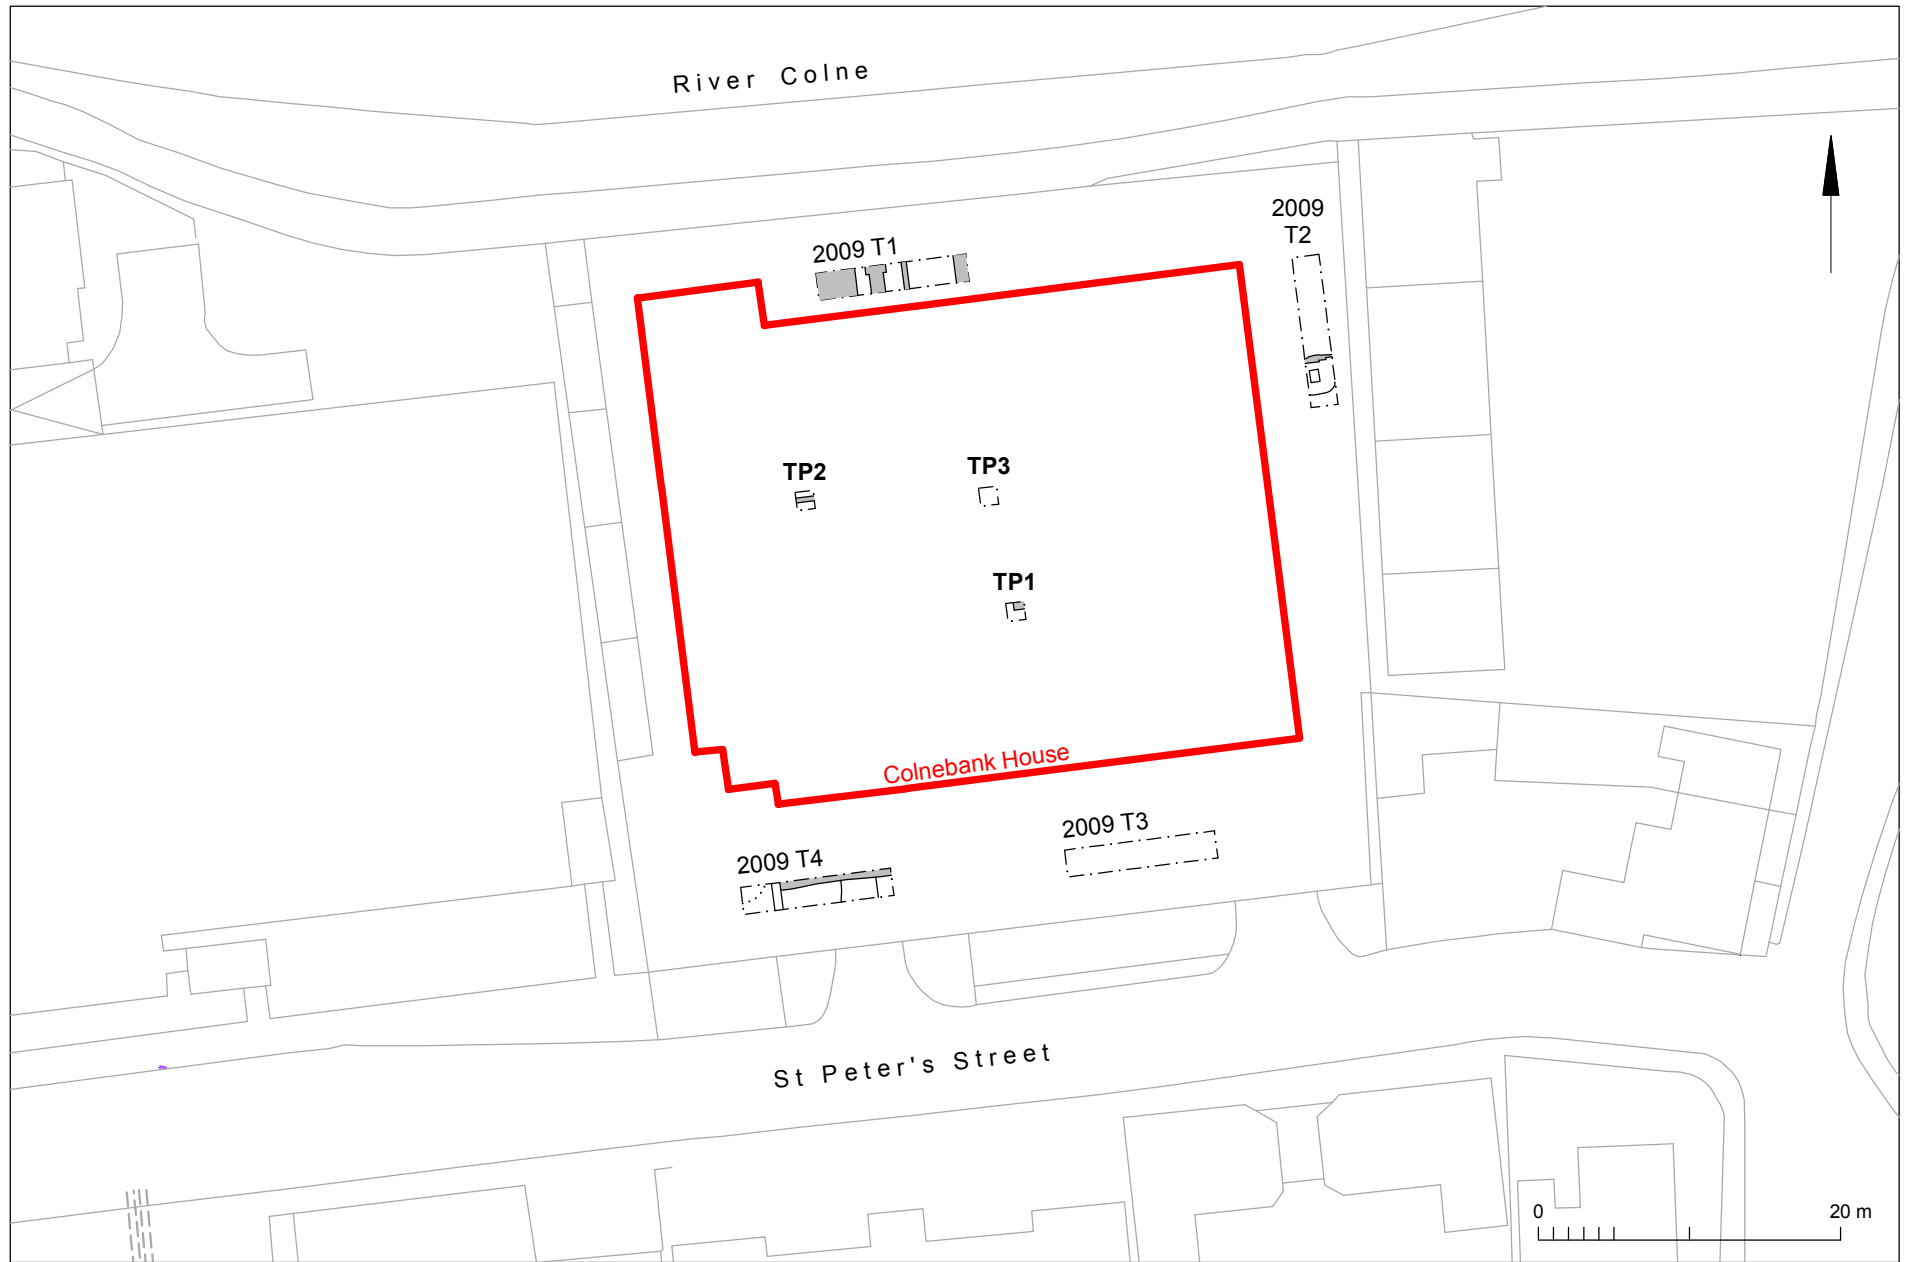 River Colne
2009
T2
2009 T1
TP2
TP3
TP1
Colnebank House
2009 T3
2009 T4
St Peter's Street
0
20 m